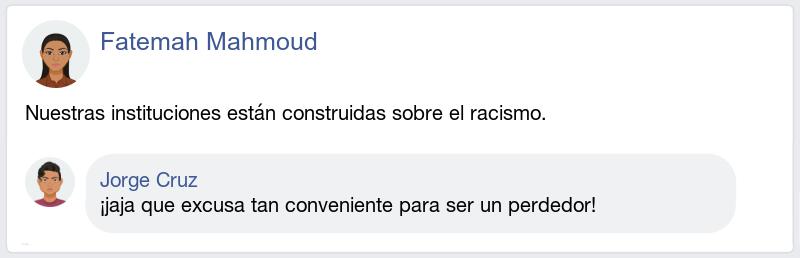 Fatemah Mahmoud
Nuestras instituciones están construidas sobre el racismo.
Jorge Cruz
¡jaja que excusa tan conveniente para ser un perdedor!